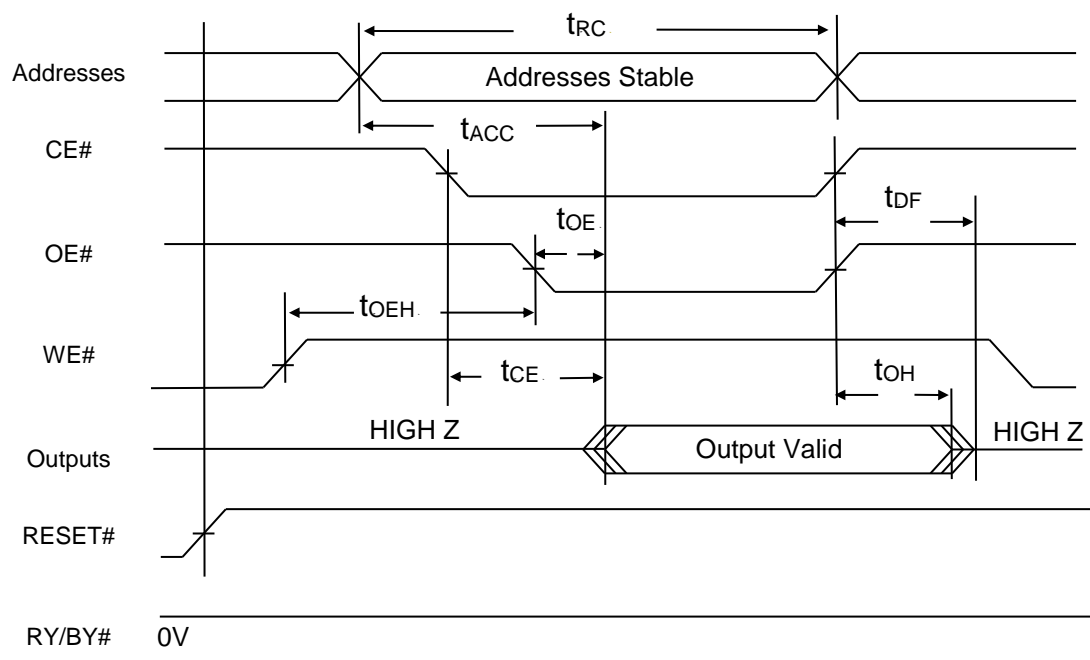 tRC
Addresses
Addresses Stable
tACC
CE#
tDF
tOE
OE#
tOEH
WE#
tCE
tOH
HIGH Z
Output Valid
HIGH Z
Outputs
RESET#
RY/BY#
0V